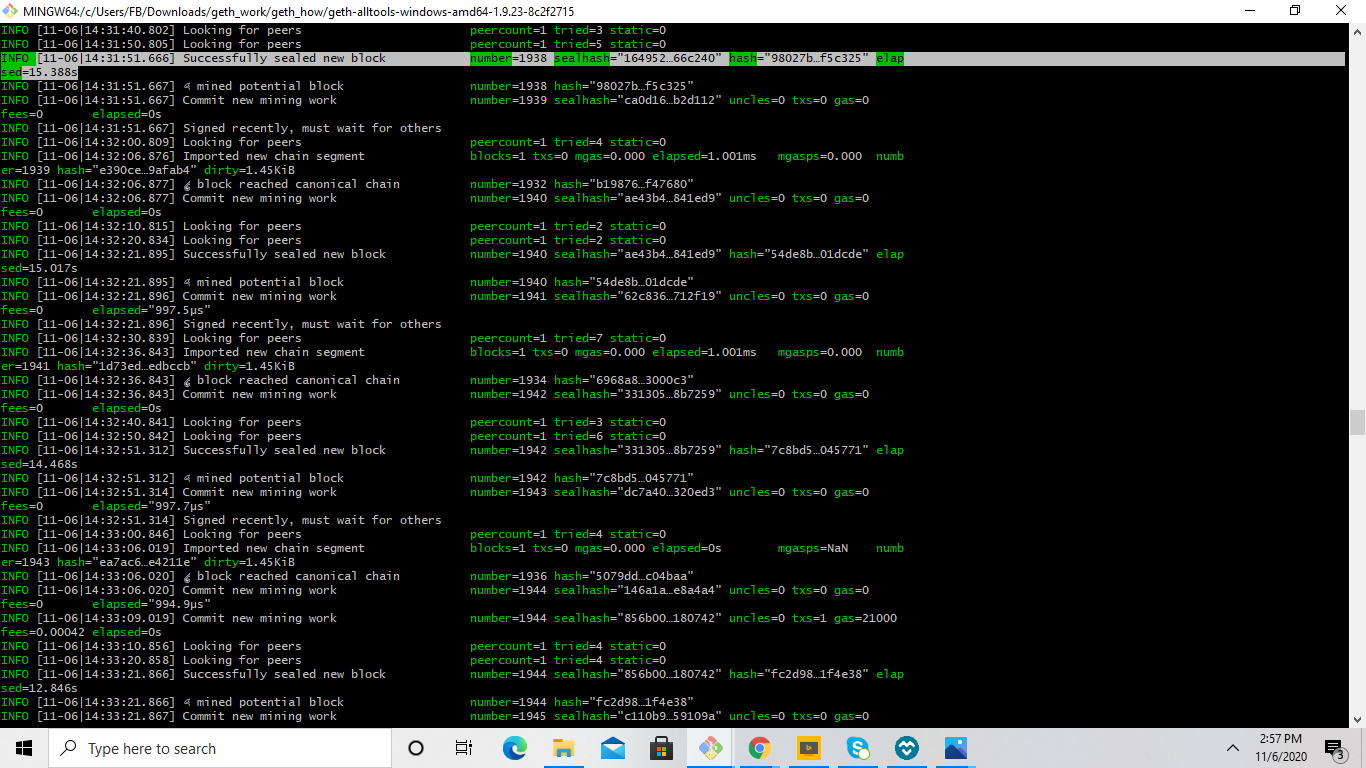 MINGW64:/c/Users/FB/Downloads/geth_work/geth_how/geth-alltools-windows-amd64-1.9.23-8c2f2715
INFO [11-06|14:31:40.802] Looking for peers peercount=1 tried=3 static=0
INFO [11-06|14:31:50.805] Looking for peers peercount=1 tried=5 static=0
INFO [11-06|14:31:51.666] Successfully sealed new block number=1938 sealhash="164952…66c240" hash="98027b…f5c325" elap
sed=15.388s
INFO [11-06|14:31:51.667] 🔨 mined potential block number=1938 hash="98027b…f5c325"
INFO [11-06|14:31:51.667] Commit new mining work number=1939 sealhash="ca0d16…b2d112" uncles=0 txs=0 gas=0
fees=0 elapsed=0s
INFO [11-06|14:31:51.667] Signed recently, must wait for others
INFO [11-06|14:32:00.809] Looking for peers peercount=1 tried=4 static=0
INFO [11-06|14:32:06.876] Imported new chain segment blocks=1 txs=0 mgas=0.000 elapsed=1.001ms mgasps=0.000 numb
er=1939 hash="e390ce…9afab4" dirty=1.45KiB
INFO [11-06|14:32:06.877] 🔗 block reached canonical chain number=1932 hash="b19876…f47680"
INFO [11-06|14:32:06.877] Commit new mining work number=1940 sealhash="ae43b4…841ed9" uncles=0 txs=0 gas=0
fees=0 elapsed=0s
INFO [11-06|14:32:10.815] Looking for peers peercount=1 tried=2 static=0
INFO [11-06|14:32:20.834] Looking for peers peercount=1 tried=2 static=0
INFO [11-06|14:32:21.895] Successfully sealed new block number=1940 sealhash="ae43b4…841ed9" hash="54de8b…01dcde" elap
sed=15.017s
INFO [11-06|14:32:21.895] 🔨 mined potential block number=1940 hash="54de8b…01dcde"
INFO [11-06|14:32:21.896] Commit new mining work number=1941 sealhash="62c836…712f19" uncles=0 txs=0 gas=0
fees=0 elapsed="997.5µs"
INFO [11-06|14:32:21.896] Signed recently, must wait for others
INFO [11-06|14:32:30.839] Looking for peers peercount=1 tried=7 static=0
INFO [11-06|14:32:36.843] Imported new chain segment blocks=1 txs=0 mgas=0.000 elapsed=1.001ms mgasps=0.000 numb
er=1941 hash="1d73ed…edbccb" dirty=1.45KiB
INFO [11-06|14:32:36.843] 🔗 block reached canonical chain number=1934 hash="6968a8…3000c3"
INFO [11-06|14:32:36.843] Commit new mining work number=1942 sealhash="331305…8b7259" uncles=0 txs=0 gas=0
fees=0 elapsed=0s
INFO [11-06|14:32:40.841] Looking for peers peercount=1 tried=3 static=0
INFO [11-06|14:32:50.842] Looking for peers peercount=1 tried=6 static=0
INFO [11-06|14:32:51.312] Successfully sealed new block number=1942 sealhash="331305…8b7259" hash="7c8bd5…045771" elap
sed=14.468s
INFO [11-06|14:32:51.312] 🔨 mined potential block number=1942 hash="7c8bd5…045771"
INFO [11-06|14:32:51.314] Commit new mining work number=1943 sealhash="dc7a40…320ed3" uncles=0 txs=0 gas=0
fees=0 elapsed="997.7µs"
INFO [11-06|14:32:51.314] Signed recently, must wait for others
INFO [11-06|14:33:00.846] Looking for peers peercount=1 tried=4 static=0
INFO [11-06|14:33:06.019] Imported new chain segment blocks=1 txs=0 mgas=0.000 elapsed=0s mgasps=NaN numb
er=1943 hash="ea7ac6…e4211e" dirty=1.45KiB
INFO [11-06|14:33:06.020] 🔗 block reached canonical chain number=1936 hash="5079dd…c04baa"
INFO [11-06|14:33:06.020] Commit new mining work number=1944 sealhash="146a1a…e8a4a4" uncles=0 txs=0 gas=0
fees=0 elapsed="994.9µs"
INFO [11-06|14:33:09.019] Commit new mining work number=1944 sealhash="856b00…180742" uncles=0 txs=1 gas=21000
fees=0.00042 elapsed=0s
INFO [11-06|14:33:10.856] Looking for peers peercount=1 tried=4 static=0
INFO [11-06|14:33:20.858] Looking for peers peercount=1 tried=4 static=0
INFO [11-06|14:33:21.866] Successfully sealed new block number=1944 sealhash="856b00…180742" hash="fc2d98…1f4e38" elap
sed=12.846s
INFO [11-06|14:33:21.866] 🔨 mined potential block number=1944 hash="fc2d98…1f4e38"
INFO [11-06|14:33:21.867] Commit new mining work number=1945 sealhash="c110b9…59109a" uncles=0 txs=0 gas=0
Type here to search
2:57 PM
11/6/2020
3